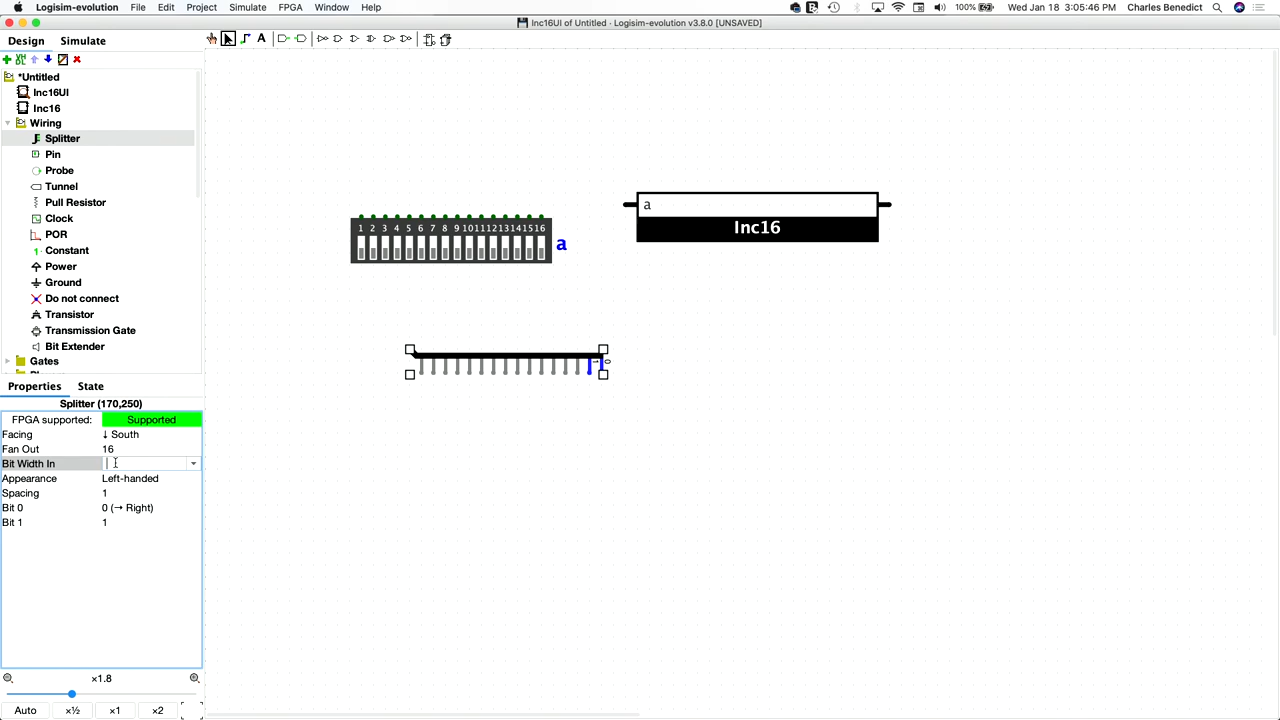 Logisim-evolution File Edit Project Simulate FPGA Window Help 100% Wed Jan 18 3:05:46 PM Charles Benedict
Inc16UI of Untitled - Logisim-evolution v3.8.0 [UNSAVED]
Design Simulate
*Untitled
Inc16UI
Inc16
Wiring
Splitter
Pin
Probe
Tunnel
Pull Resistor
Clock
POR
Constant
Power
Ground
Do not connect
Transistor
Transmission Gate
Bit Extender
Gates
Properties State
Splitter (170,250)
FPGA supported: Supported
Facing ↓ South
Fan Out 16
Bit Width In
Appearance Left-handed
Spacing 1
Bit 0 0 (→ Right)
Bit 1 1
×1.8
Auto ×½ ×1 ×2
A
1 2 3 4 5 6 7 8 9 10 11 12 13 14 15 16
a
a
Inc16
1 0